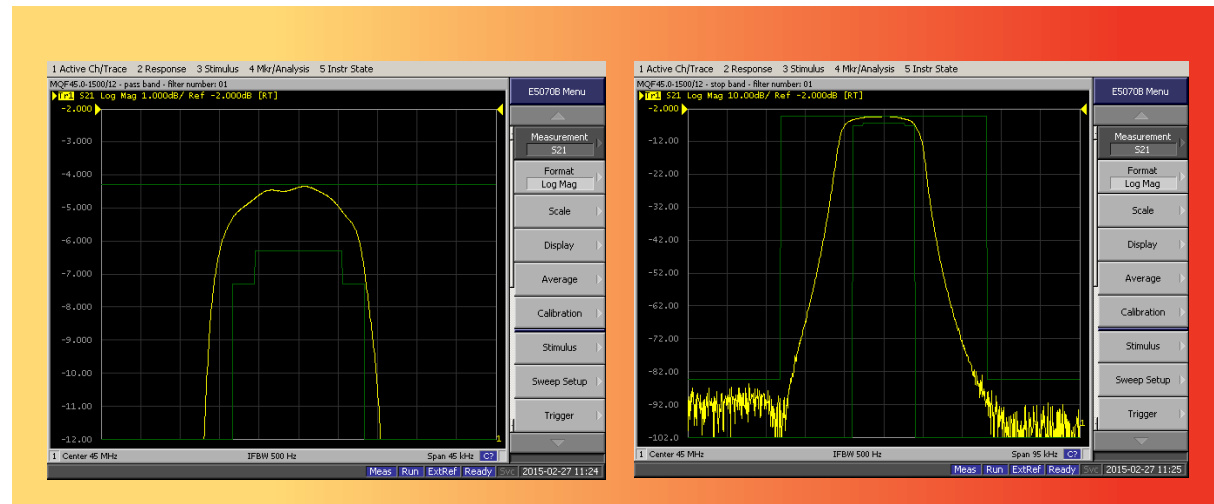 1 Active Ch/Trace 2 Response 3 Stimulus 4 Mkr/Analysis 5 Instr State
MQF45.0-1500/12 - pass band - filter number: 01
Tr1 S21 Log Mag 1.000dB/ Ref -2.000dB [RT]
-2.000
-3.000
-4.000
-5.000
-6.000
-7.000
-8.000
-9.000
-10.00
-11.00
-12.00
1
1 Center 45 MHz IFBW 500 Hz Span 45 kHz C?
Meas Run ExtRef Ready Svc 2015-02-27 11:24
E5070B Menu
Measurement
S21
Format
Log Mag
Scale
Display
Average
Calibration
Stimulus
Sweep Setup
Trigger
1 Active Ch/Trace 2 Response 3 Stimulus 4 Mkr/Analysis 5 Instr State
MQF45.0-1500/12 - stop band - filter number: 01
Tr1 S21 Log Mag 10.00dB/ Ref -2.000dB [RT]
-2.000
-12.00
-22.00
-32.00
-42.00
-52.00
-62.00
-72.00
-82.00
-92.00
-102.0
1
1 Center 45 MHz IFBW 500 Hz Span 95 kHz C?
Meas Run ExtRef Ready Svc 2015-02-27 11:25
E5070B Menu
Measurement
S21
Format
Log Mag
Scale
Display
Average
Calibration
Stimulus
Sweep Setup
Trigger